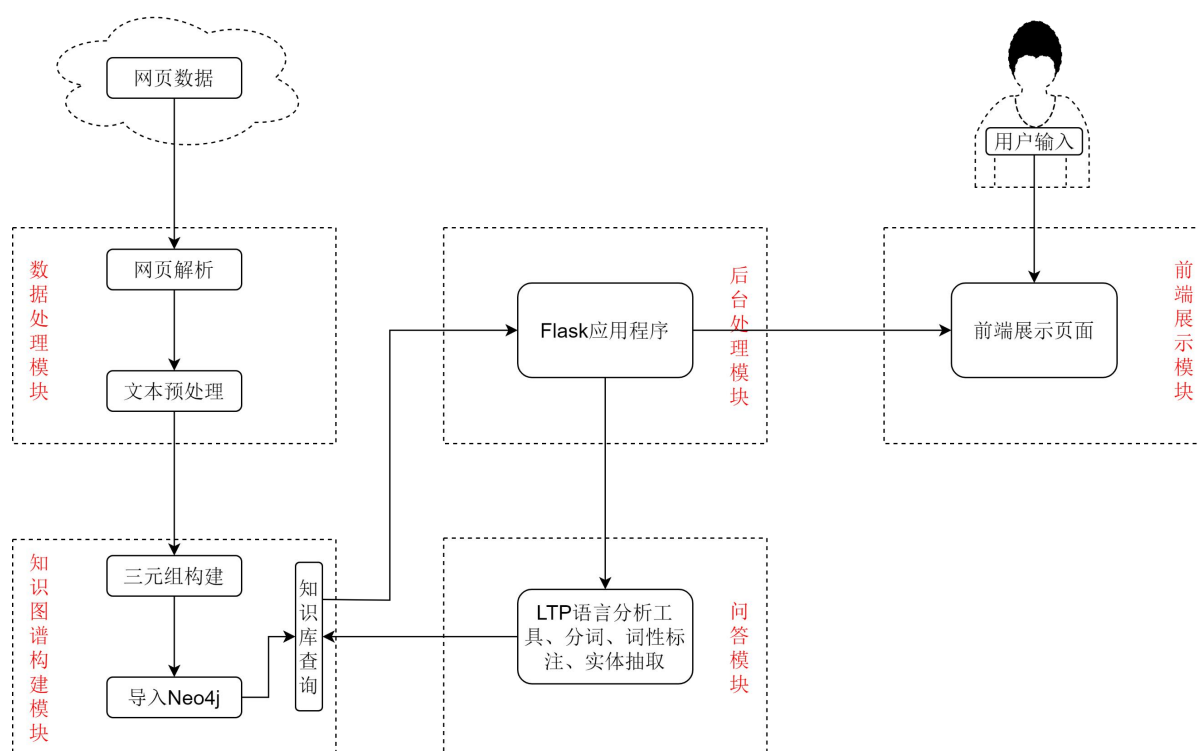 网页数据
用户输入
数据处理模块
网页解析
文本预处理
Flask应用程序
后台处理模块
前端展示页面
前端展示模块
知识图谱构建模块
三元组构建
导入Neo4j
知识库查询
LTP语言分析工
具、分词、词性标
注、实体抽取
问答模块